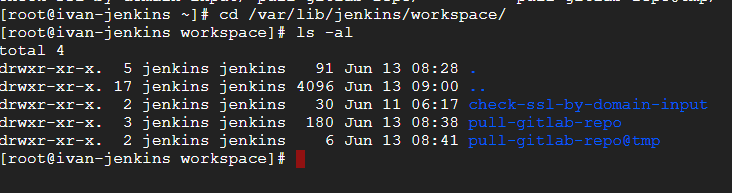 [root@ivan-jenkins ~]# cd /var/lib/jenkins/workspace/
[root@ivan-jenkins workspace]# ls -al
total 4
drwxr-xr-x.  5 jenkins jenkins   91 Jun 13 08:28 .
drwxr-xr-x. 17 jenkins jenkins 4096 Jun 13 09:00 ..
drwxr-xr-x.  2 jenkins jenkins   30 Jun 11 06:17 check-ssl-by-domain-input
drwxr-xr-x.  3 jenkins jenkins  180 Jun 13 08:38 pull-gitlab-repo
drwxr-xr-x.  2 jenkins jenkins    6 Jun 13 08:41 pull-gitlab-repo@tmp
[root@ivan-jenkins workspace]#